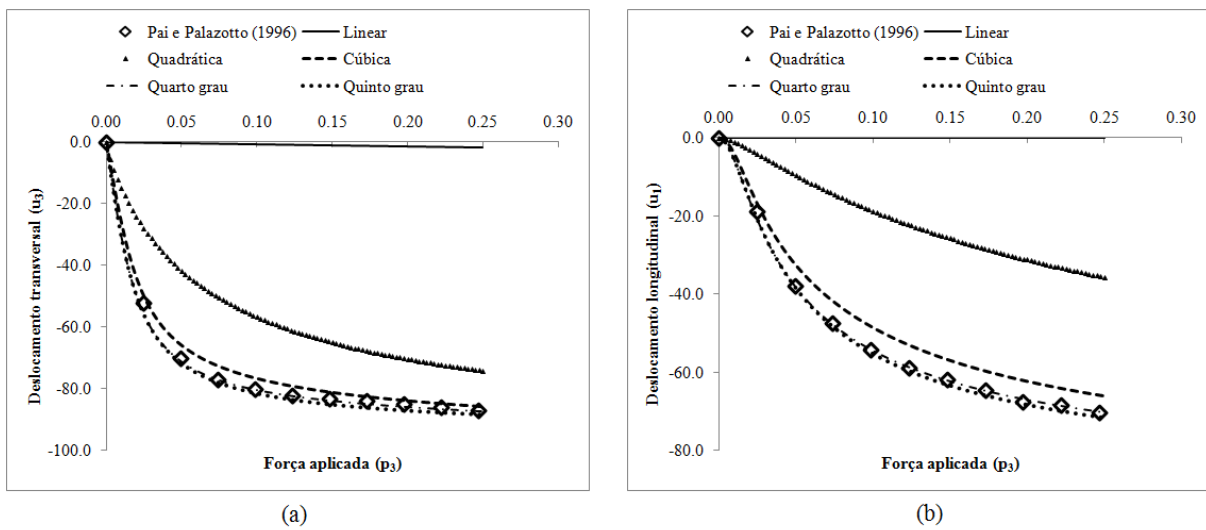 Pai e Palazotto (1996) Linear
Quadrática Cúbica
Quarto grau Quinto grau
0.00 0.05 0.10 0.15 0.20 0.25 0.30
0.0
-20.0
-40.0
-60.0
-80.0
-100.0
Deslocamento transversal (u₃)
Força aplicada (p₃)
(a)
Pai e Palazotto (1996) Linear
Quadrática Cúbica
Quarto grau Quinto grau
0.00 0.05 0.10 0.15 0.20 0.25 0.30
0.0
-20.0
-40.0
-60.0
-80.0
Deslocamento longitudinal (u₁)
Força aplicada (p₃)
(b)